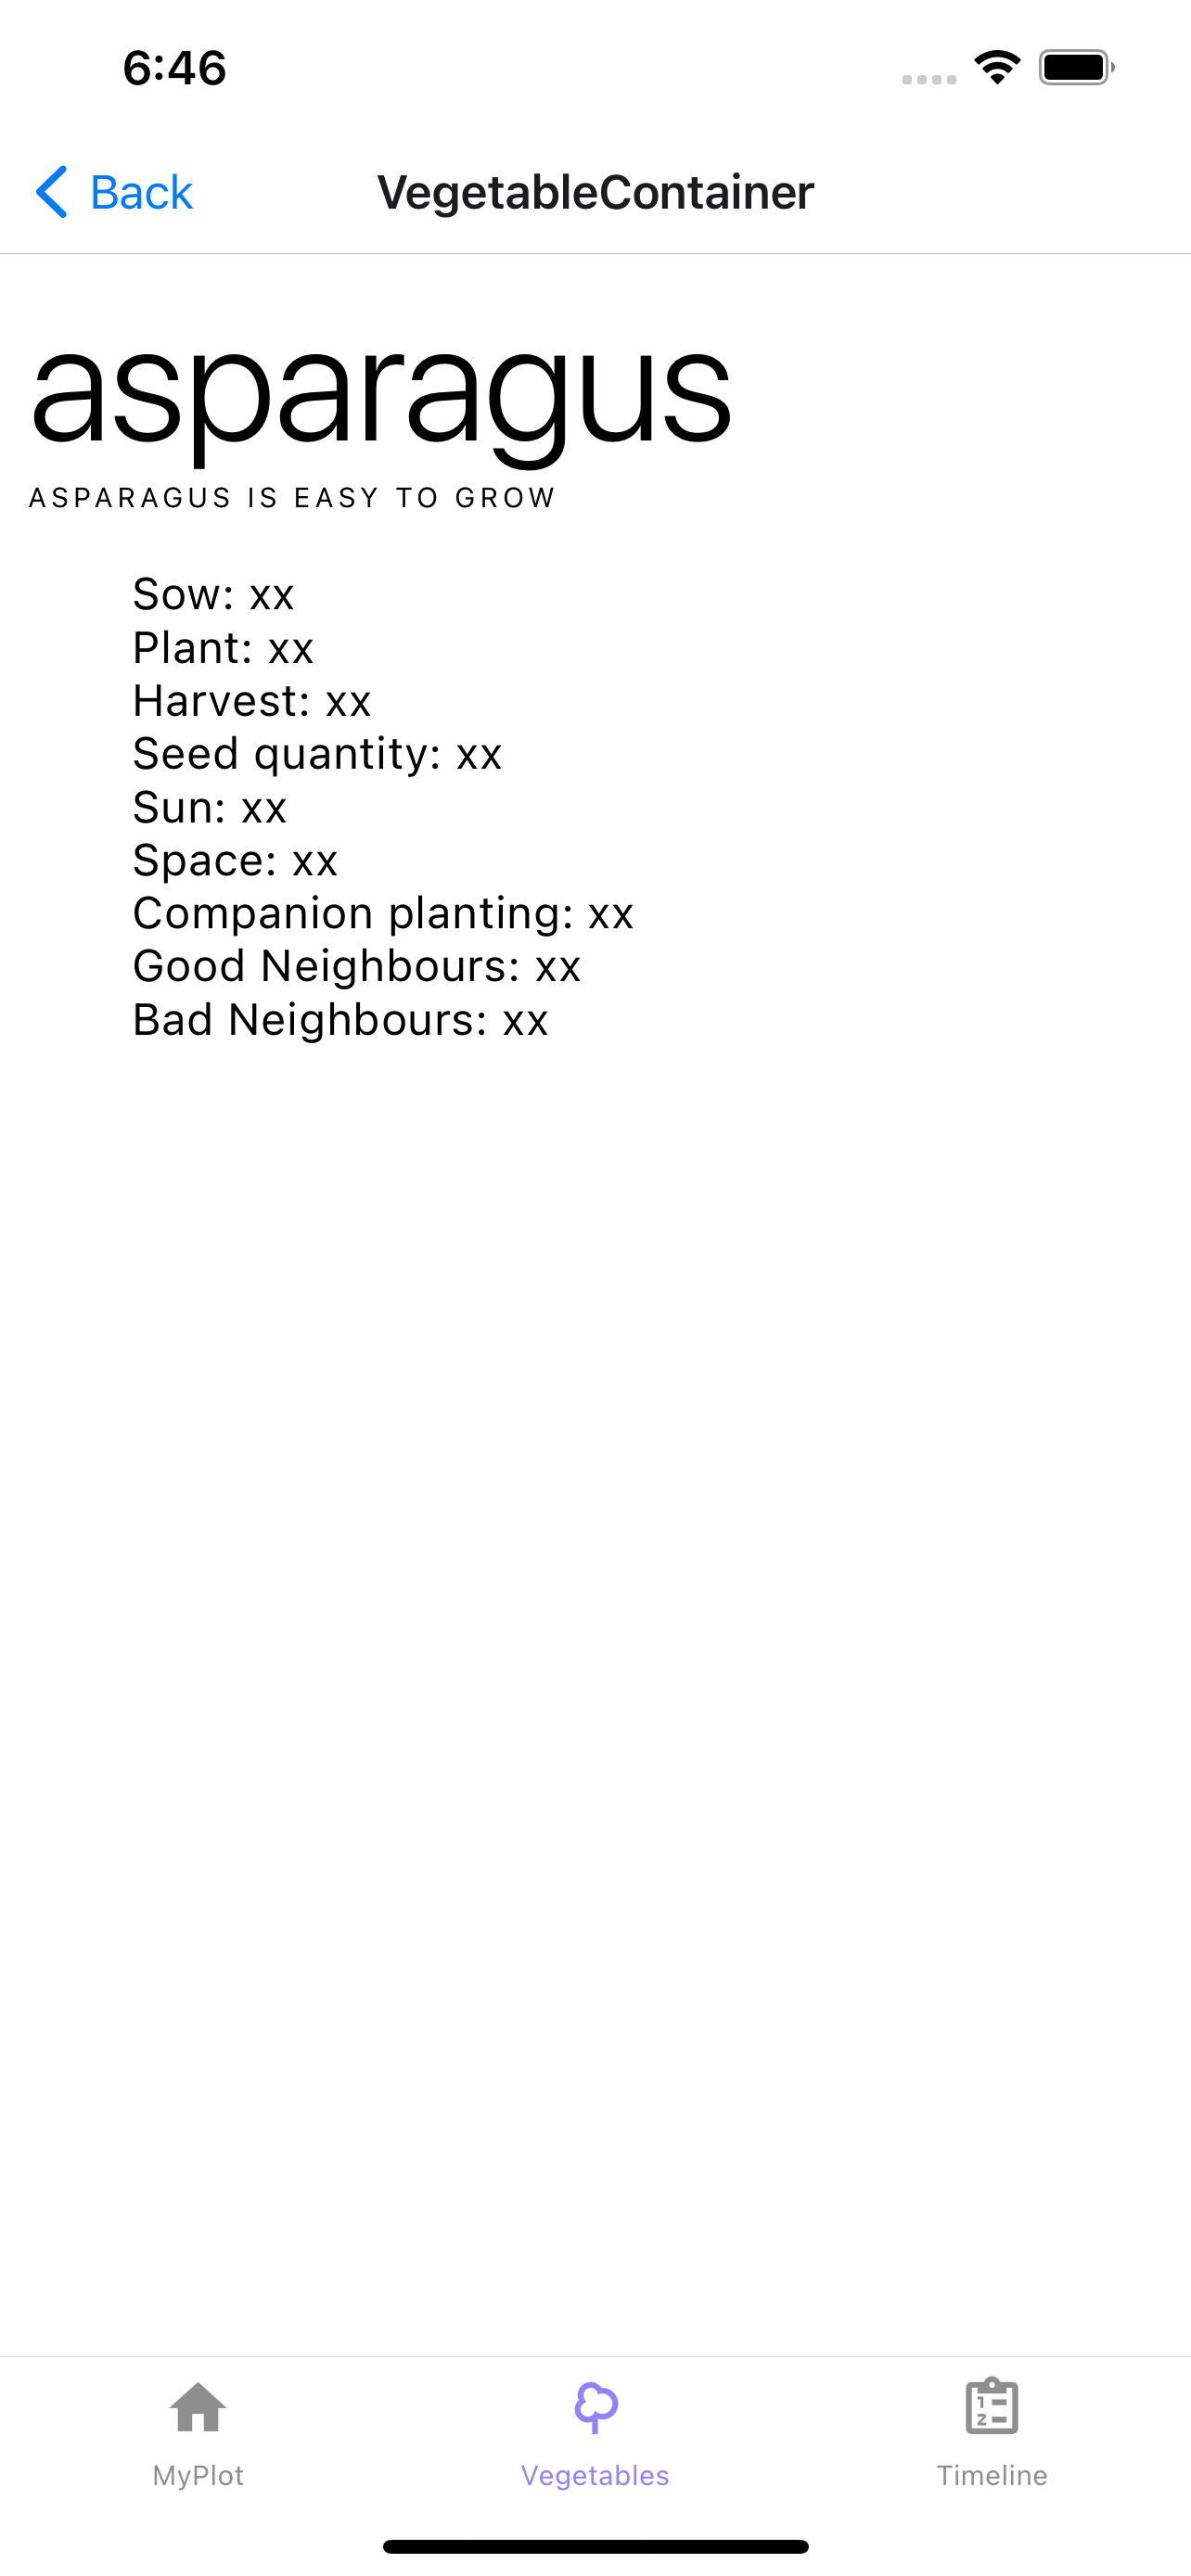 6:46
Back
VegetableContainer
asparagus
ASPARAGUS IS EASY TO GROW
Sow: xx
Plant: xx
Harvest: xx
Seed quantity: xx
Sun: xx
Space: xx
Companion planting: xx
Good Neighbours: xx
Bad Neighbours: xx
MyPlot
Vegetables
Timeline